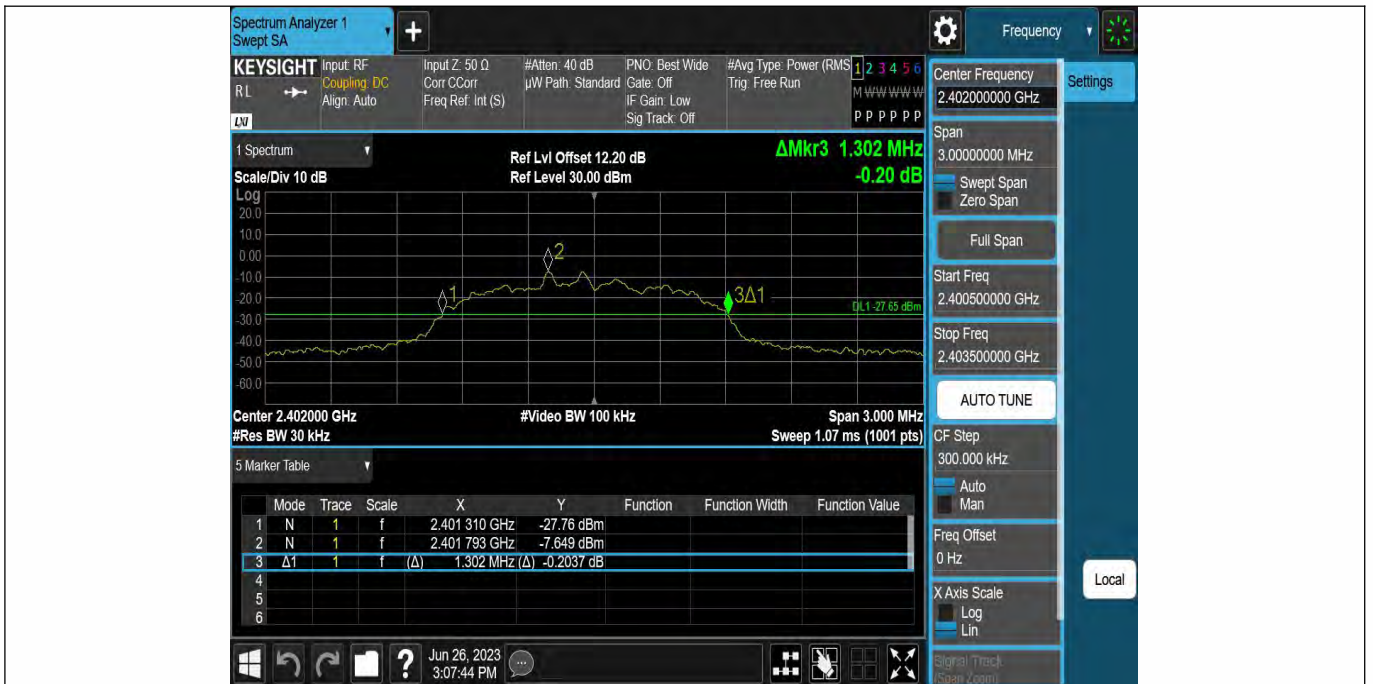 Spectrum Analyzer 1
Swept SA
+
Frequency
KEYSIGHT
RL
LXI
Input: RF
Coupling: DC
Align: Auto
Input Z: 50 Ω
Corr CCorr
Freq Ref: Int (S)
#Atten: 40 dB
µW Path: Standard
PNO: Best Wide
Gate: Off
IF Gain: Low
Sig Track: Off
#Avg Type: Power (RMS
Trig: Free Run
1 2 3 4 5 6
M W W W W W
P P P P P P
1 Spectrum
Scale/Div 10 dB
Ref Lvl Offset 12.20 dB
Ref Level 30.00 dBm
ΔMkr3 1.302 MHz
-0.20 dB
Log
20.0
10.0
0.00
-10.0
-20.0
-30.0
-40.0
-50.0
-60.0
1
2
3Δ1
DL1 -27.65 dBm
Center 2.402000 GHz
#Video BW 100 kHz
Span 3.000 MHz
#Res BW 30 kHz
Sweep 1.07 ms (1001 pts)
5 Marker Table
Mode Trace Scale X Y Function Function Width Function Value
1 N 1 f 2.401 310 GHz -27.76 dBm
2 N 1 f 2.401 793 GHz -7.649 dBm
3 Δ1 1 f (Δ) 1.302 MHz (Δ) -0.2037 dB
4
5
6
Jun 26, 2023
3:07:44 PM
?
Center Frequency
2.402000000 GHz
Settings
Span
3.00000000 MHz
Swept Span
Zero Span
Full Span
Start Freq
2.400500000 GHz
Stop Freq
2.403500000 GHz
AUTO TUNE
CF Step
300.000 kHz
Auto
Man
Freq Offset
0 Hz
X Axis Scale
Log
Lin
Signal Track
(Span Zoom)
Local